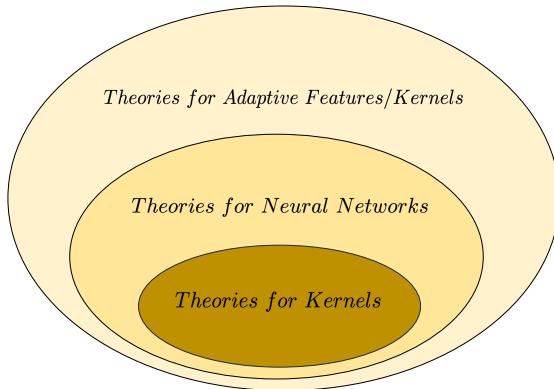 Theories for Adaptive Features/Kernels
Theories for Neural Networks
Theories for Kernels